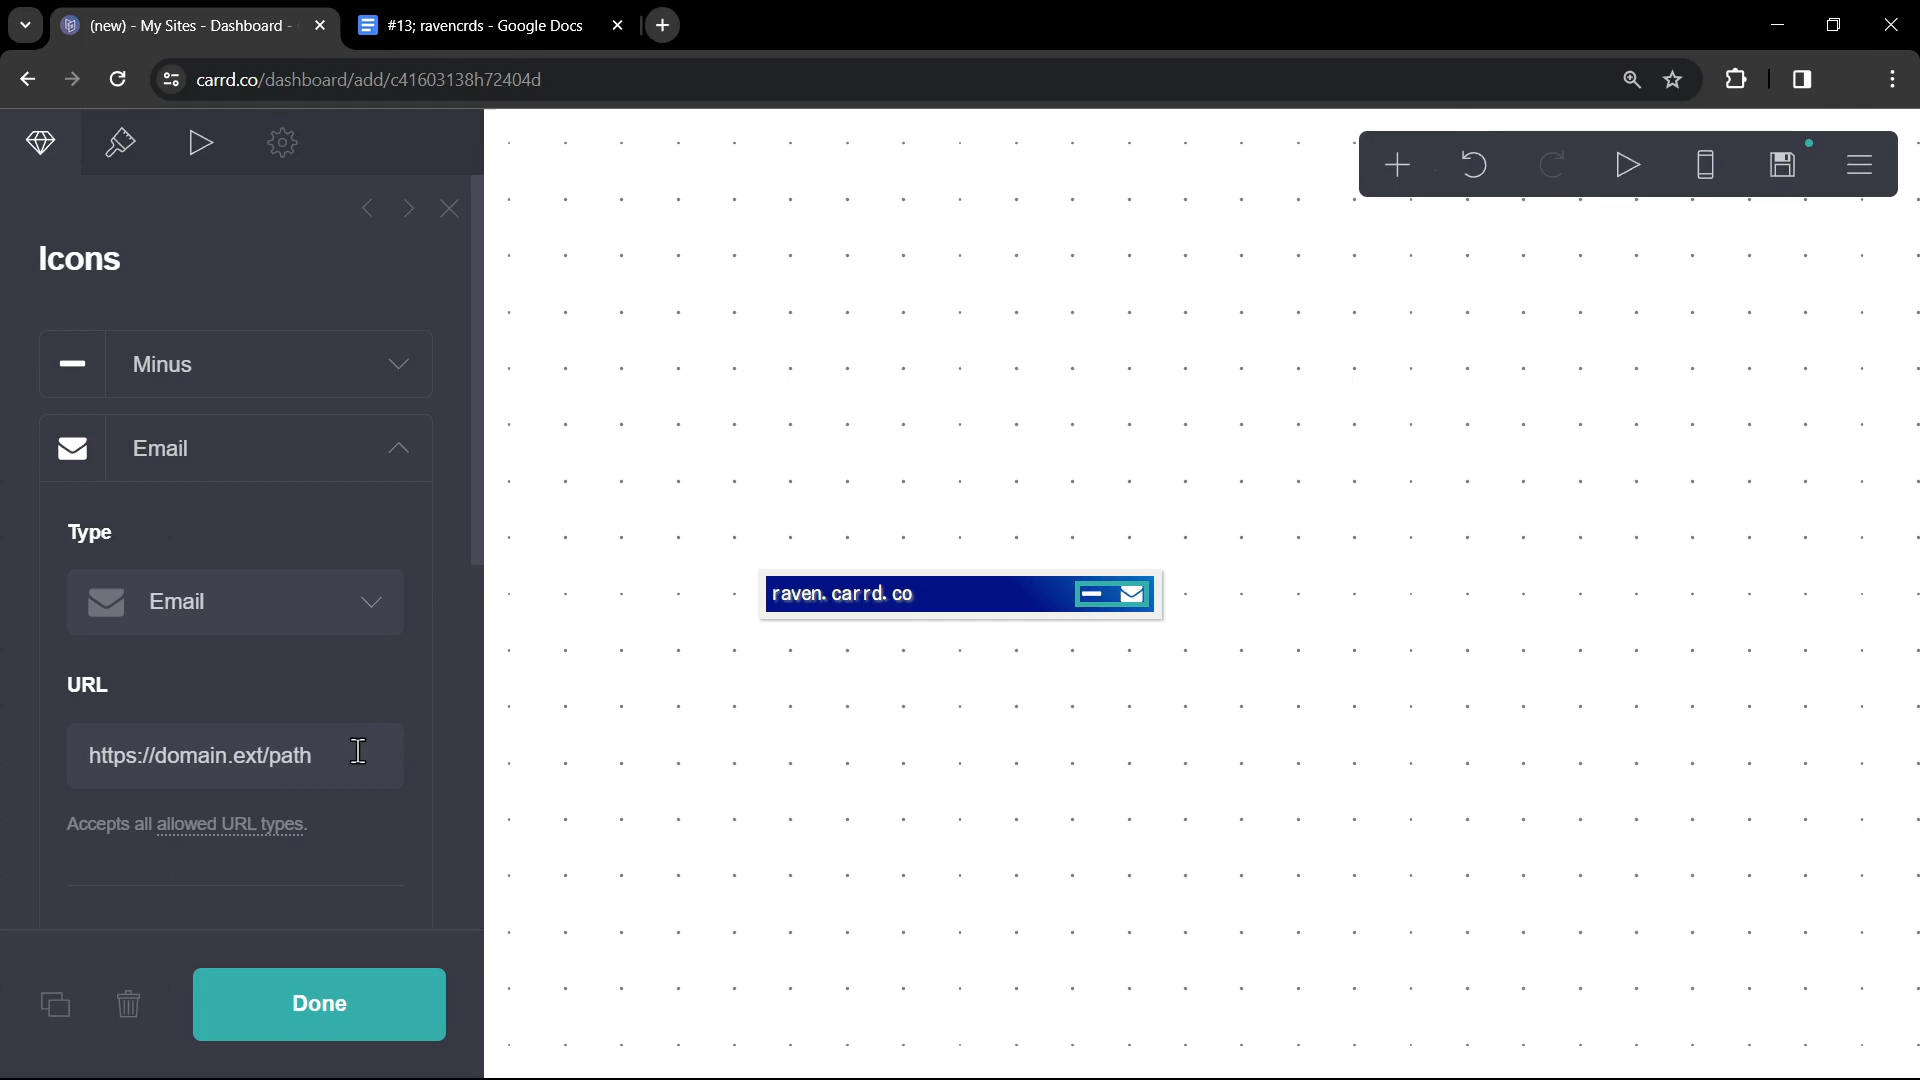 (new) - My Sites - Dashboard -
#13; ravencrds - Google Docs
carrd.co/dashboard/add/c41603138h72404d
Icons
Minus
Email
Type
Email
URL
https://domain.ext/path
Accepts all allowed URL types.
Done
raven. carrd. co